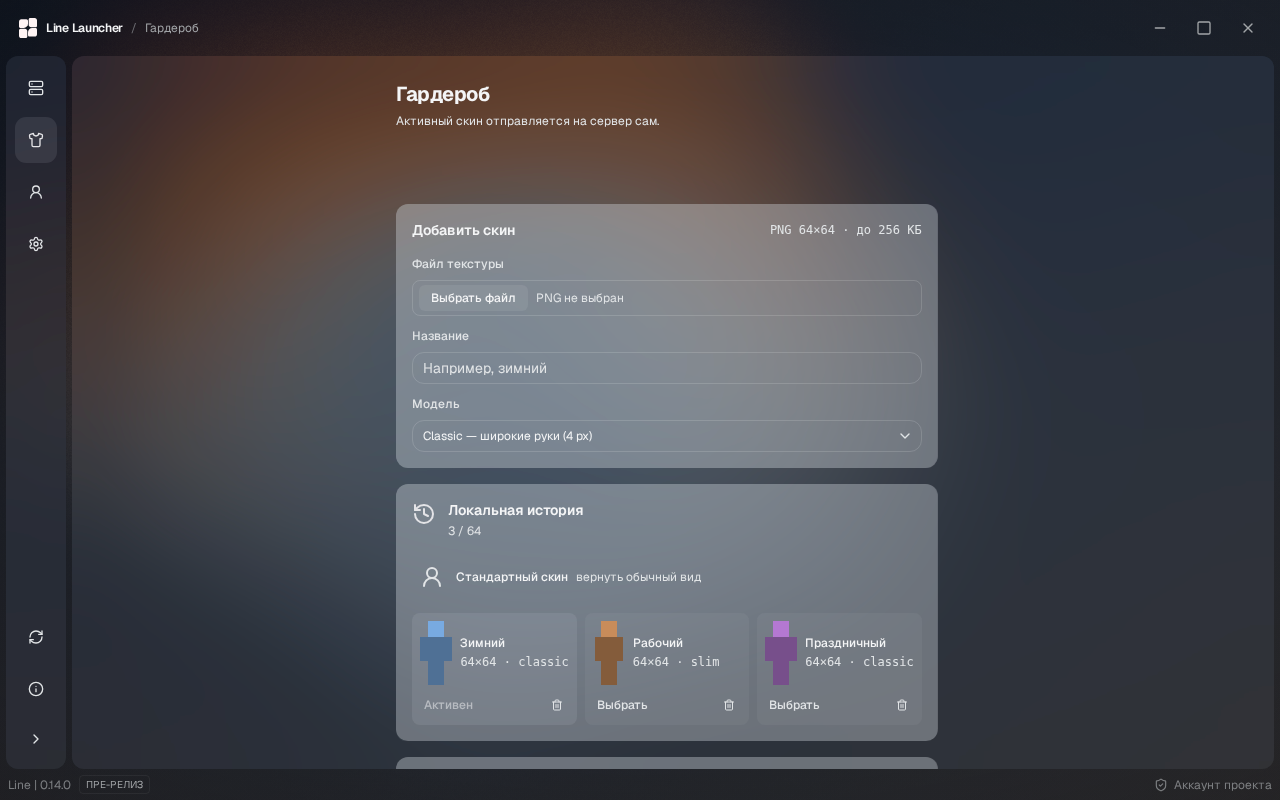 Line Launcher / Гардероб
Гардероб
Активный скин отправляется на сервер сам.
Добавить скин
PNG 64×64 · до 256 КБ
Файл текстуры
Выбрать файл PNG не выбран
Название
Например, зимний
Модель
Classic — широкие руки (4 px)
Локальная история
3 / 64
Стандартный скин вернуть обычный вид
Зимний
64×64 · classic
Активен
Рабочий
64×64 · slim
Выбрать
Праздничный
64×64 · classic
Выбрать
Line | 0.14.0 ПРЕ-РЕЛИЗ
Аккаунт проекта